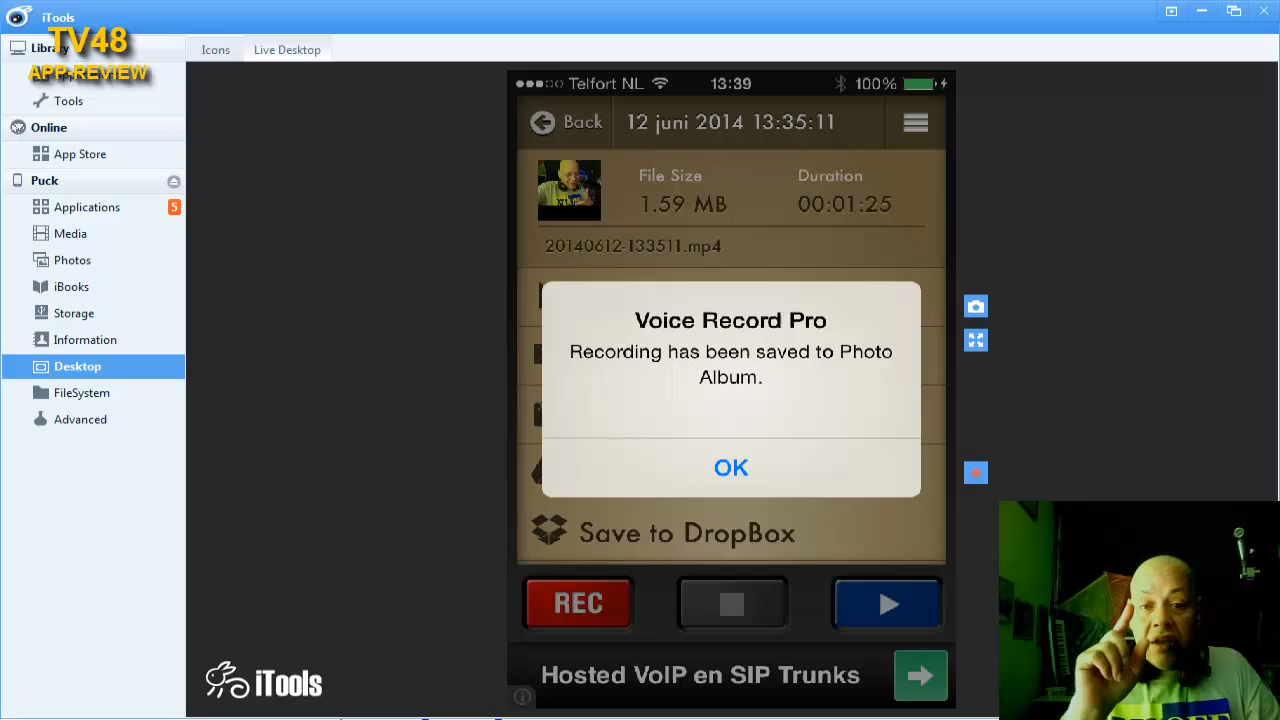 iTools
TV48
APP-REVIEW
Library
Tools
Online
App Store
Puck
Applications
5
Media
Photos
iBooks
Storage
Information
Desktop
FileSystem
Advanced
Icons
Live Desktop
Telfort NL
13:39
100%
Back
12 juni 2014 13:35:11
File Size
Duration
1.59 MB
00:01:25
20140612-133511.mp4
Voice Record Pro
Recording has been saved to Photo
Album.
OK
Save to DropBox
REC
Hosted VoIP en SIP Trunks
iTools